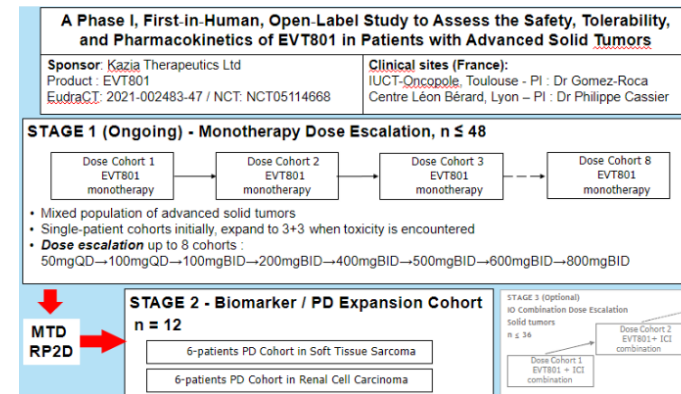 A Phase I, First-in-Human, Open-Label Study to Assess the Safety, Tolerability,
and Pharmacokinetics of EVT801 in Patients with Advanced Solid Tumors
Sponsor: Kazia Therapeutics Ltd
Product : EVT801
EudraCT: 2021-002483-47 / NCT: NCT05114668
Clinical sites (France):
IUCT-Oncopole, Toulouse - PI : Dr Gomez-Roca
Centre Léon Bérard, Lyon – PI : Dr Philippe Cassier
STAGE 1 (Ongoing) - Monotherapy Dose Escalation, n ≤ 48
Dose Cohort 1
EVT801
monotherapy
Dose Cohort 2
EVT801
monotherapy
Dose Cohort 3
EVT801
monotherapy
Dose Cohort 8
EVT801
monotherapy
• Mixed population of advanced solid tumors
• Single-patient cohorts initially, expand to 3+3 when toxicity is encountered
• Dose escalation up to 8 cohorts :
50mgQD→100mgQD→100mgBID→200mgBID→400mgBID→500mgBID→600mgBID→800mgBID
MTD
RP2D
STAGE 2 - Biomarker / PD Expansion Cohort
n = 12
6-patients PD Cohort in Soft Tissue Sarcoma
6-patients PD Cohort in Renal Cell Carcinoma
STAGE 3 (Optional)
IO Combination Dose Escalation
Solid tumors
n ≤ 36
Dose Cohort 1
EVT801 + ICI
combination
Dose Cohort 2
EVT801+ ICI
combination